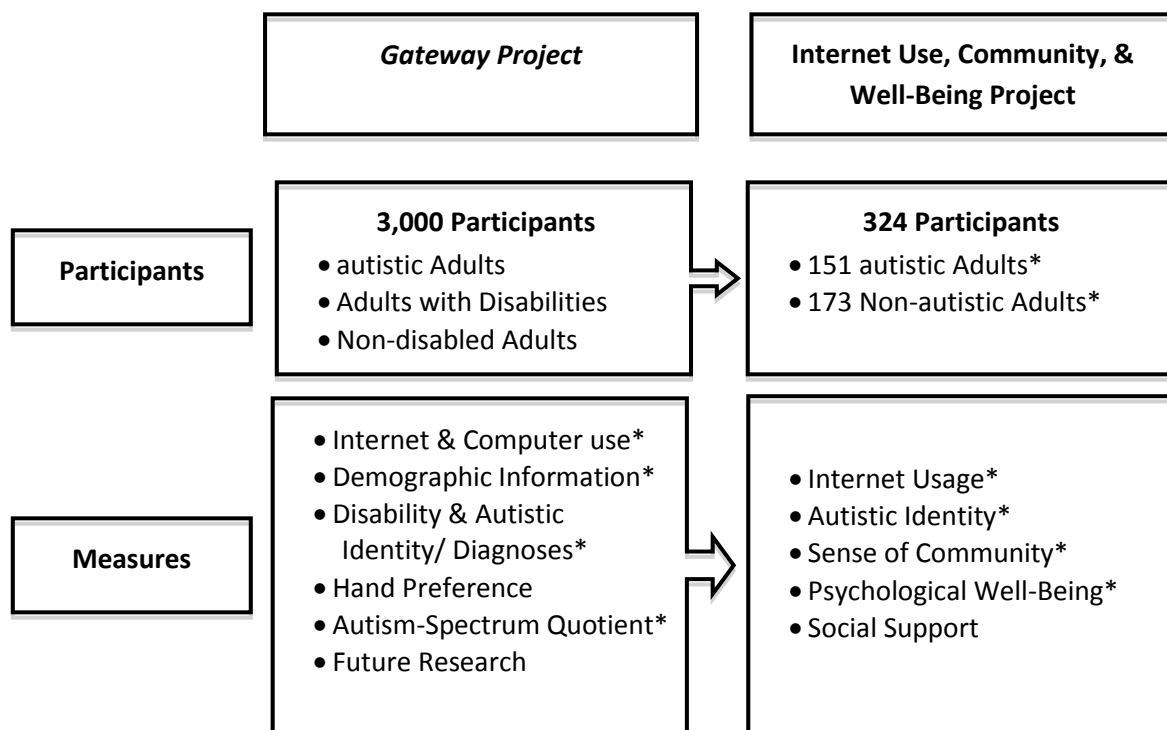 Gateway Project
Internet Use, Community, &
Well-Being Project
Participants
3,000 Participants
• autistic Adults
• Adults with Disabilities
• Non-disabled Adults
324 Participants
• 151 autistic Adults*
• 173 Non-autistic Adults*
Measures
• Internet & Computer use*
• Demographic Information*
• Disability & Autistic
Identity/ Diagnoses*
• Hand Preference
• Autism-Spectrum Quotient*
• Future Research
• Internet Usage*
• Autistic Identity*
• Sense of Community*
• Psychological Well-Being*
• Social Support